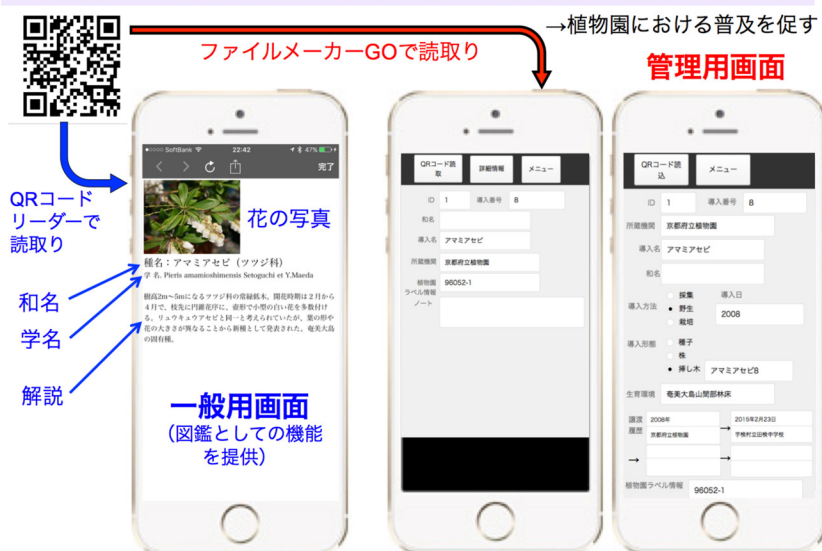 →植物園における普及を促す
ファイルメーカーGOで読取り
管理用画面
QRコード
リーダーで
読取り
SoftBank
22:42
47%
完了
花の写真
種名：アマミアセビ（ツツジ科）
学 名. Pieris amamioshimensis Setoguchi et Y.Maeda
樹高2m〜5mになるツツジ科の常緑低木。開花時期は２月から
４月で、枝先に円錐花序に、壺形で小型の白い花を多数付け
る。リュウキュウアセビと同一と考えられていたが、葉の形や
花の大きさが異なることから新種として発表された。奄美大島
の固有種。
和名
学名
解説
一般用画面
（図鑑としての機能
を提供）
QRコード読
取
詳細情報
メニュー
ID
1
導入番号
8
和名
導入名
アマミアセビ
所蔵機関
京都府立植物園
植物園
ラベル情報
96052-1
ノート
QRコード読
込
メニュー
ID
1
導入番号
8
所蔵機関
京都府立植物園
導入名
アマミアセビ
和名
導入方法
採集
野生
栽培
導入日
2008
導入形態
種子
株
挿し木
アマミアセビ8
生育環境
奄美大島山間部林床
譲渡
履歴
2008年
京都府立植物園
→
2015年2月23日
宇検村立田検中学校
→
→
植物園ラベル情報
96052-1